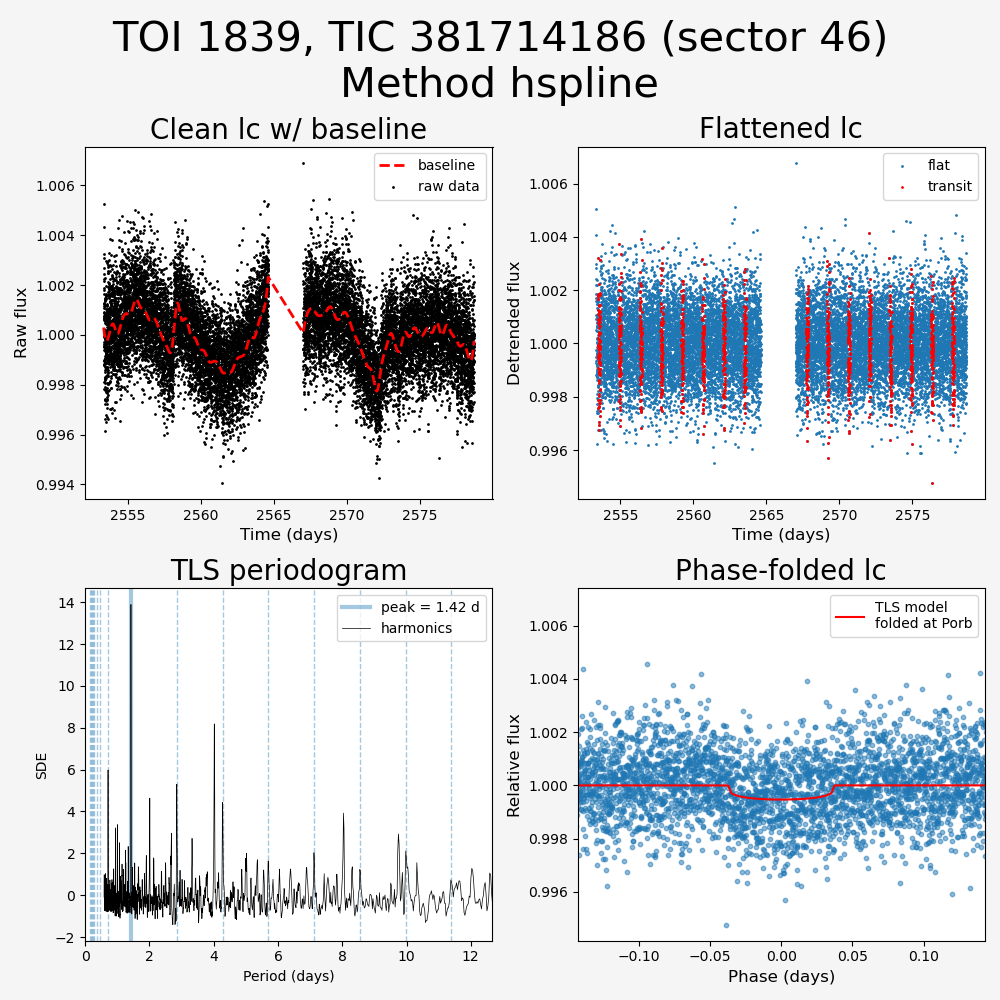 TOI 1839, TIC 381714186 (sector 46)
Method hspline
Clean lc w/ baseline
Raw flux
1.006
1.004
1.002
1.000
0.998
0.996
0.994
baseline
raw data
2555
2560
2565
2570
2575
Time (days)
Flattened lc
Detrended flux
1.006
1.004
1.002
1.000
0.998
0.996
flat
transit
2555
2560
2565
2570
2575
Time (days)
TLS periodogram
SDE
14
12
10
8
6
4
2
0
−2
peak = 1.42 d
harmonics
0
2
4
6
8
10
12
Period (days)
Phase-folded lc
Relative flux
1.006
1.004
1.002
1.000
0.998
0.996
TLS model
folded at Porb
−0.10
−0.05
0.00
0.05
0.10
Phase (days)